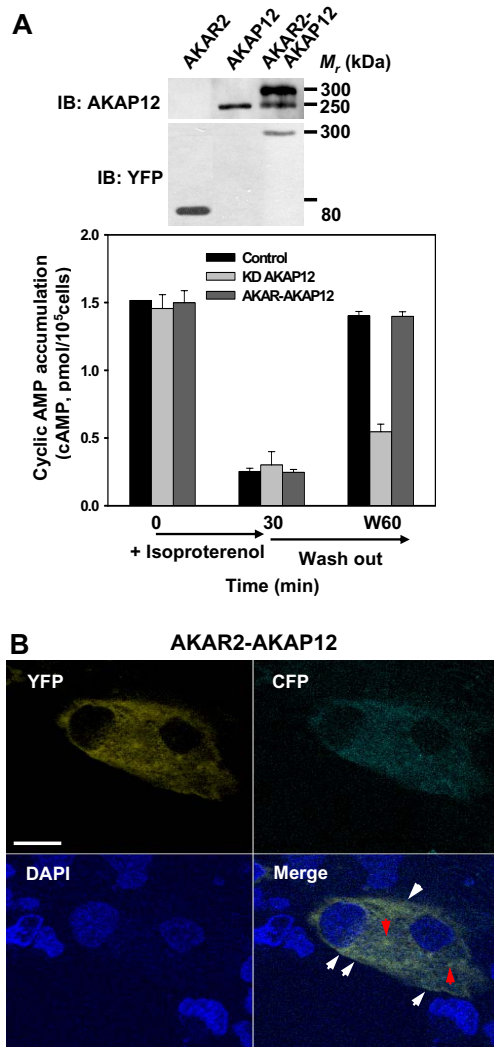 A
AKAR2
AKAP12
AKAR2-
AKAP12
Mr (kDa)
IB: AKAP12
300
250
300
IB: YFP
80
2.0
1.5
1.0
0.5
0.0
Cyclic AMP accumulation
(cAMP, pmol/10⁵cells)
Control
KD AKAP12
AKAR-AKAP12
0
30
W60
+ Isoproterenol
Wash out
Time (min)
B
AKAR2-AKAP12
YFP
CFP
DAPI
Merge